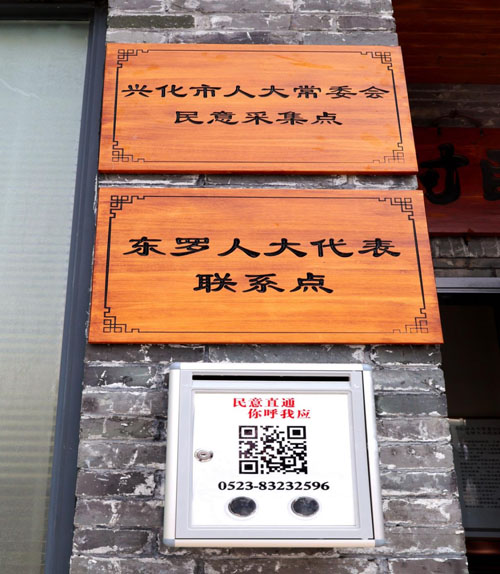 兴化市人大常委会
民意采集点
东罗人大代表
联系点
民意直通
你呼我应
0523-83232596